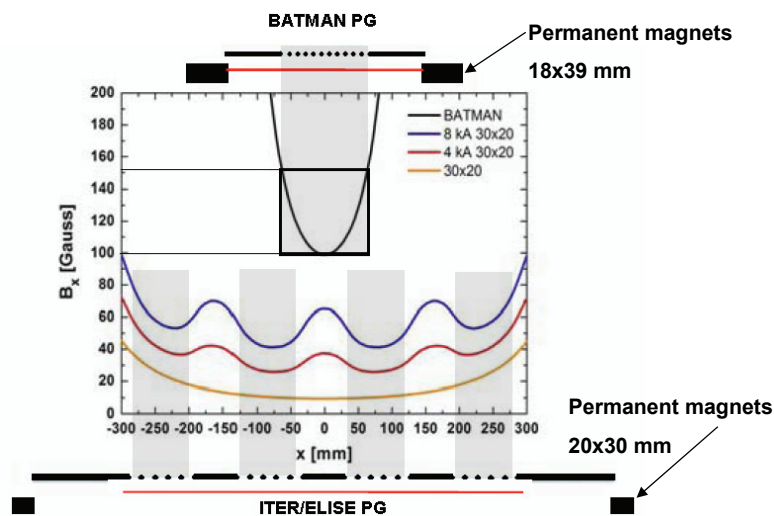 BATMAN PG
Permanent magnets
18x39 mm
200
180
160
140
120
100
80
60
40
20
0
Bx [Gauss]
BATMAN
8 kA 30x20
4 kA 30x20
30x20
-300 -250 -200 -150 -100 -50 0 50 100 150 200 250 300
x [mm]
Permanent magnets
20x30 mm
ITER/ELISE PG